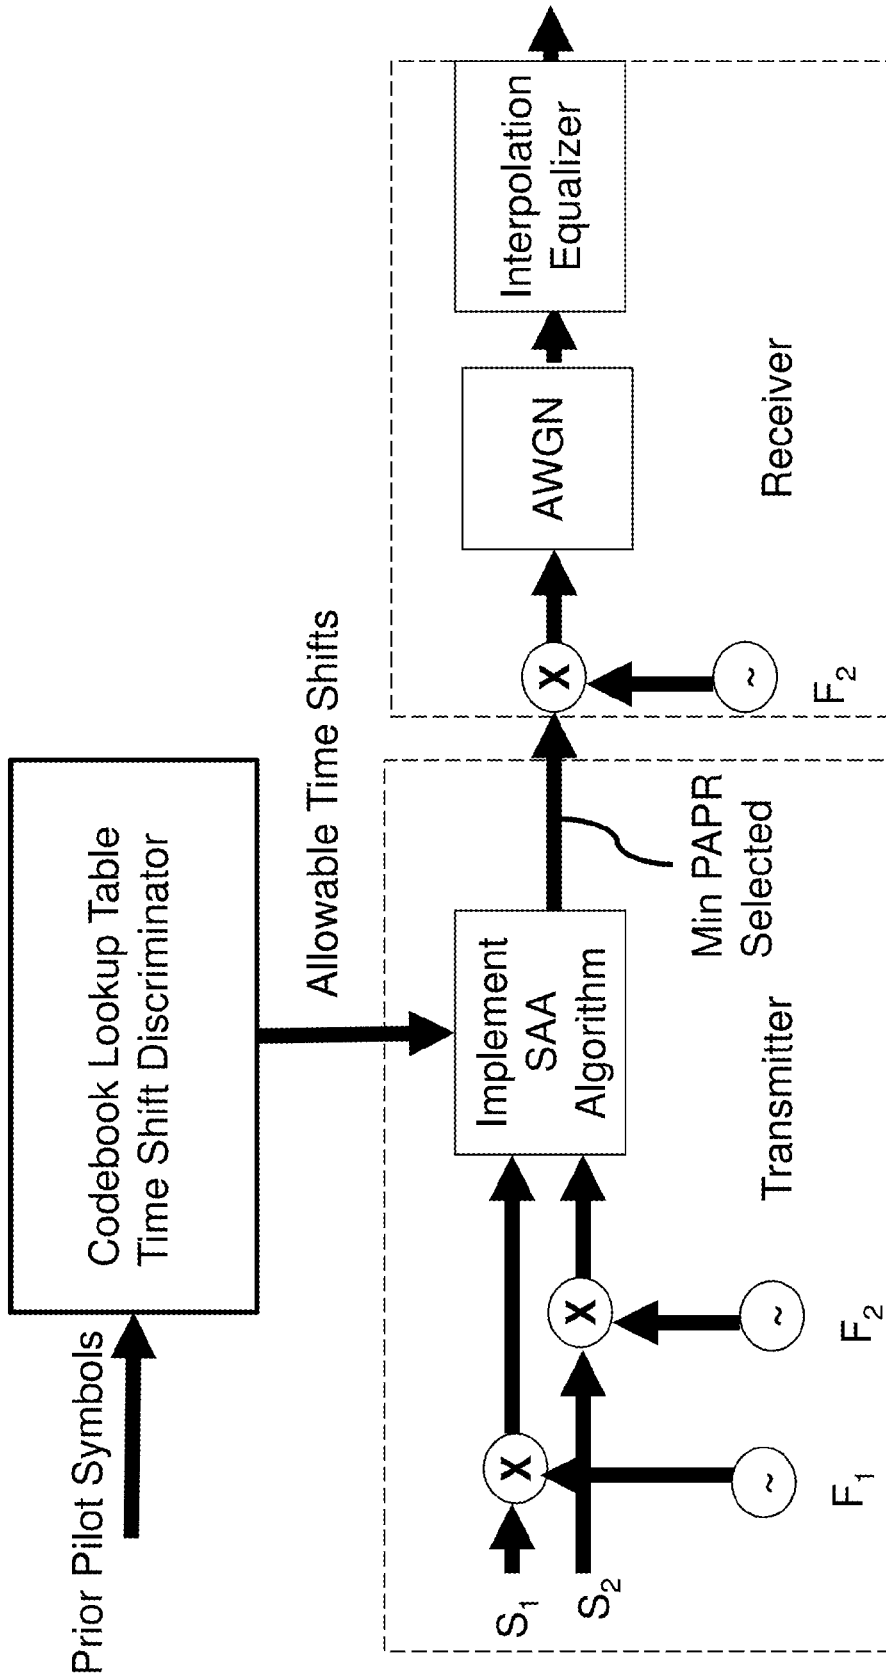 Prior Pilot Symbols
Codebook Lookup Table
Time Shift Discriminator
Allowable Time Shifts
S₁
S₂
X
X
~
F₁
~
F₂
Implement
SAA
Algorithm
Transmitter
Min PAPR
Selected
X
~
F₂
AWGN
Interpolation
Equalizer
Receiver